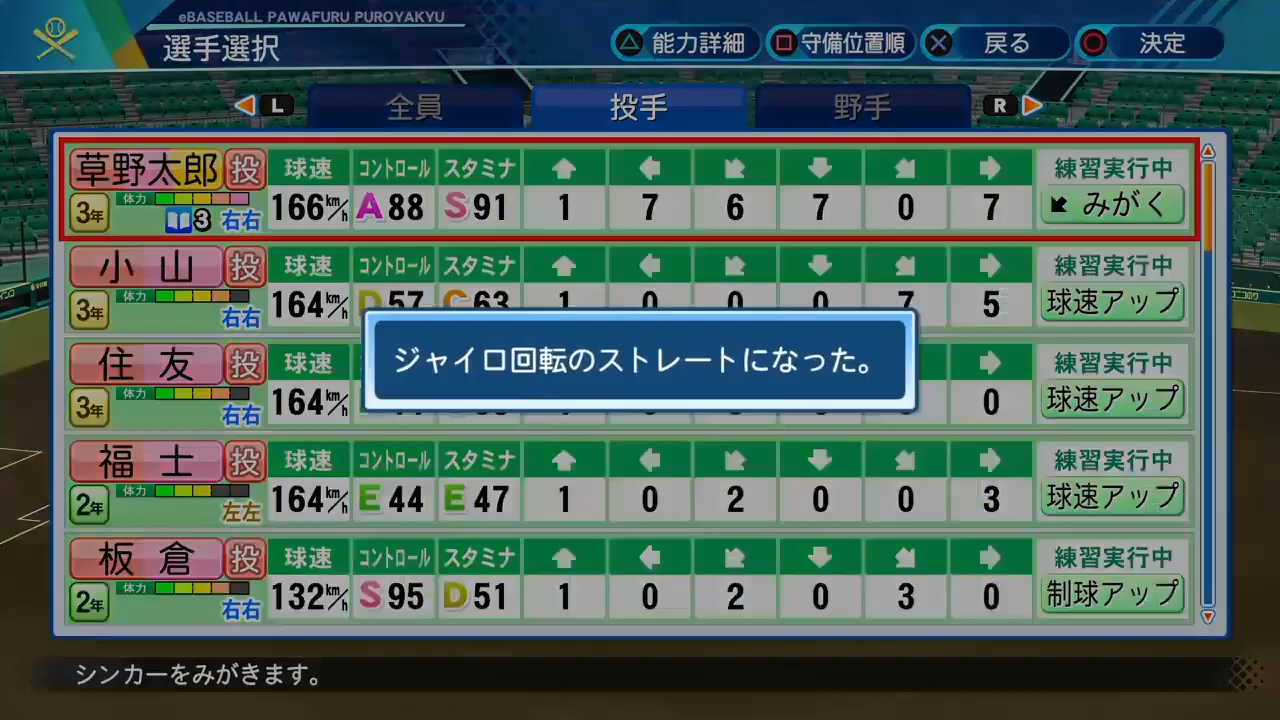 eBASEBALL PAWAFURU PUROYAKYU
選手選択
△ 能力詳細 □ 守備位置順 × 戻る ○ 決定
L 全員 投手 野手 R
草野太郎 投 球速 コントロール スタミナ 練習実行中
3年 体力 3 右右 166km/h A 88 S 91 1 7 6 7 0 7 みがく
小山 投 球速 コントロール スタミナ 練習実行中
3年 体力 右右 164km/h D 57 C 63 1 0 0 0 7 5 球速アップ
住友 投 球速 練習実行中
3年 体力 右右 164km/h 0 球速アップ
ジャイロ回転のストレートになった。
福士 投 球速 コントロール スタミナ 練習実行中
2年 体力 左左 164km/h E 44 E 47 1 0 2 0 0 3 球速アップ
板倉 投 球速 コントロール スタミナ 練習実行中
2年 体力 右右 132km/h S 95 D 51 1 0 2 0 3 0 制球アップ
シンカーをみがきます。